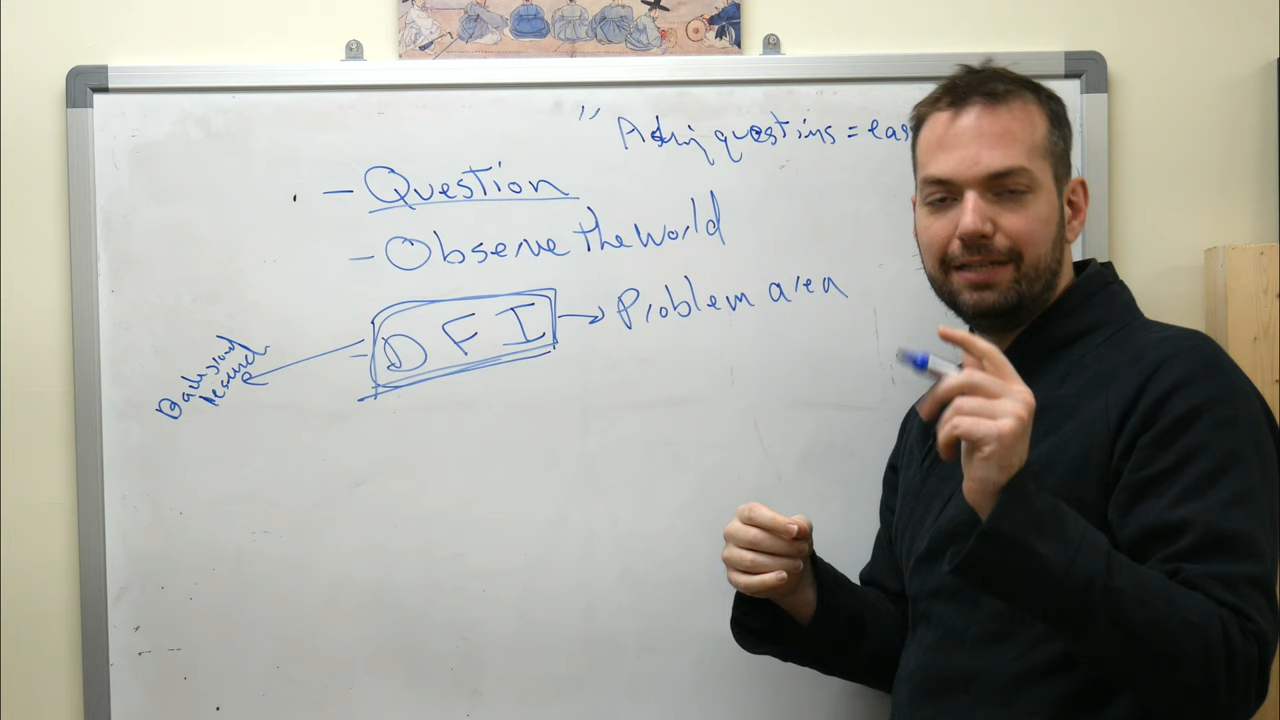 " Asking questions = eas
- Question
- Observe the World
- DFI → Problem area
Background
research